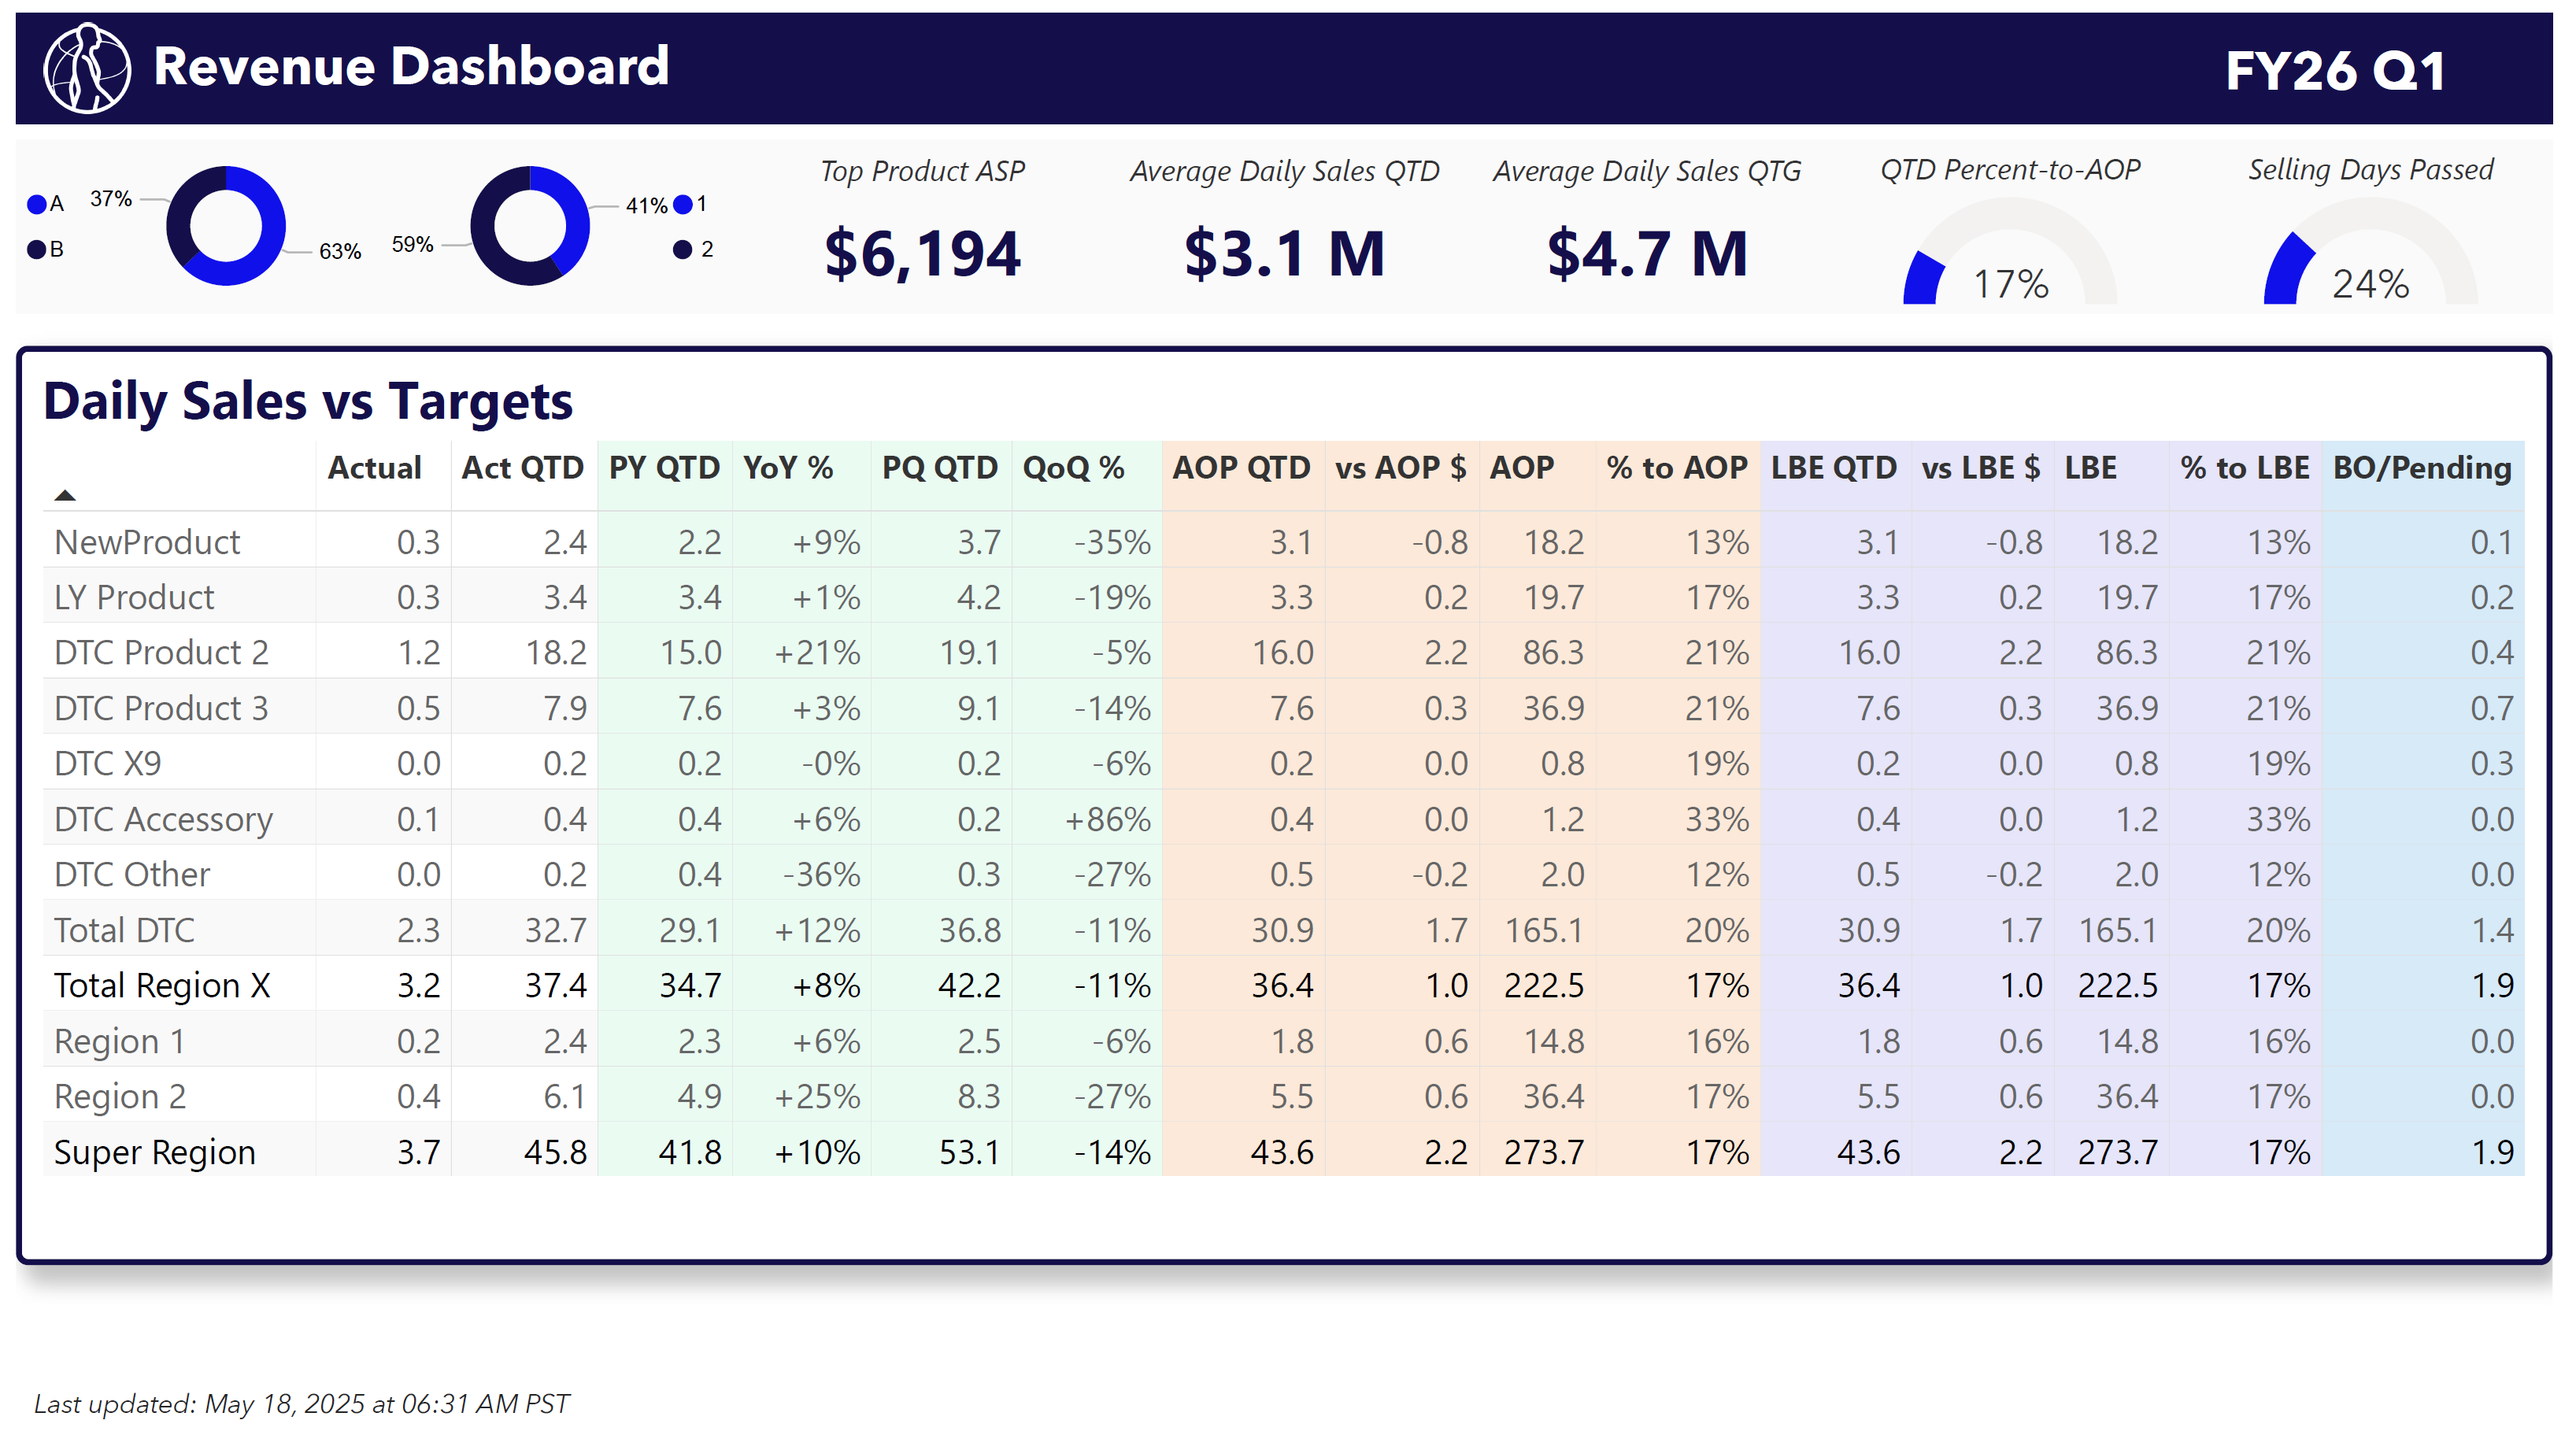 Revenue Dashboard
FY26 Q1
A
B
37%
63%
59%
41%
1
2
Top Product ASP
$6,194
Average Daily Sales QTD
$3.1 M
Average Daily Sales QTG
$4.7 M
QTD Percent-to-AOP
17%
Selling Days Passed
24%
Daily Sales vs Targets
Actual Act QTD PY QTD YoY % PQ QTD QoQ % AOP QTD vs AOP $ AOP % to AOP LBE QTD vs LBE $ LBE % to LBE BO/Pending
NewProduct 0.3 2.4 2.2 +9% 3.7 -35% 3.1 -0.8 18.2 13% 3.1 -0.8 18.2 13% 0.1
LY Product 0.3 3.4 3.4 +1% 4.2 -19% 3.3 0.2 19.7 17% 3.3 0.2 19.7 17% 0.2
DTC Product 2 1.2 18.2 15.0 +21% 19.1 -5% 16.0 2.2 86.3 21% 16.0 2.2 86.3 21% 0.4
DTC Product 3 0.5 7.9 7.6 +3% 9.1 -14% 7.6 0.3 36.9 21% 7.6 0.3 36.9 21% 0.7
DTC X9 0.0 0.2 0.2 -0% 0.2 -6% 0.2 0.0 0.8 19% 0.2 0.0 0.8 19% 0.3
DTC Accessory 0.1 0.4 0.4 +6% 0.2 +86% 0.4 0.0 1.2 33% 0.4 0.0 1.2 33% 0.0
DTC Other 0.0 0.2 0.4 -36% 0.3 -27% 0.5 -0.2 2.0 12% 0.5 -0.2 2.0 12% 0.0
Total DTC 2.3 32.7 29.1 +12% 36.8 -11% 30.9 1.7 165.1 20% 30.9 1.7 165.1 20% 1.4
Total Region X 3.2 37.4 34.7 +8% 42.2 -11% 36.4 1.0 222.5 17% 36.4 1.0 222.5 17% 1.9
Region 1 0.2 2.4 2.3 +6% 2.5 -6% 1.8 0.6 14.8 16% 1.8 0.6 14.8 16% 0.0
Region 2 0.4 6.1 4.9 +25% 8.3 -27% 5.5 0.6 36.4 17% 5.5 0.6 36.4 17% 0.0
Super Region 3.7 45.8 41.8 +10% 53.1 -14% 43.6 2.2 273.7 17% 43.6 2.2 273.7 17% 1.9
Last updated: May 18, 2025 at 06:31 AM PST